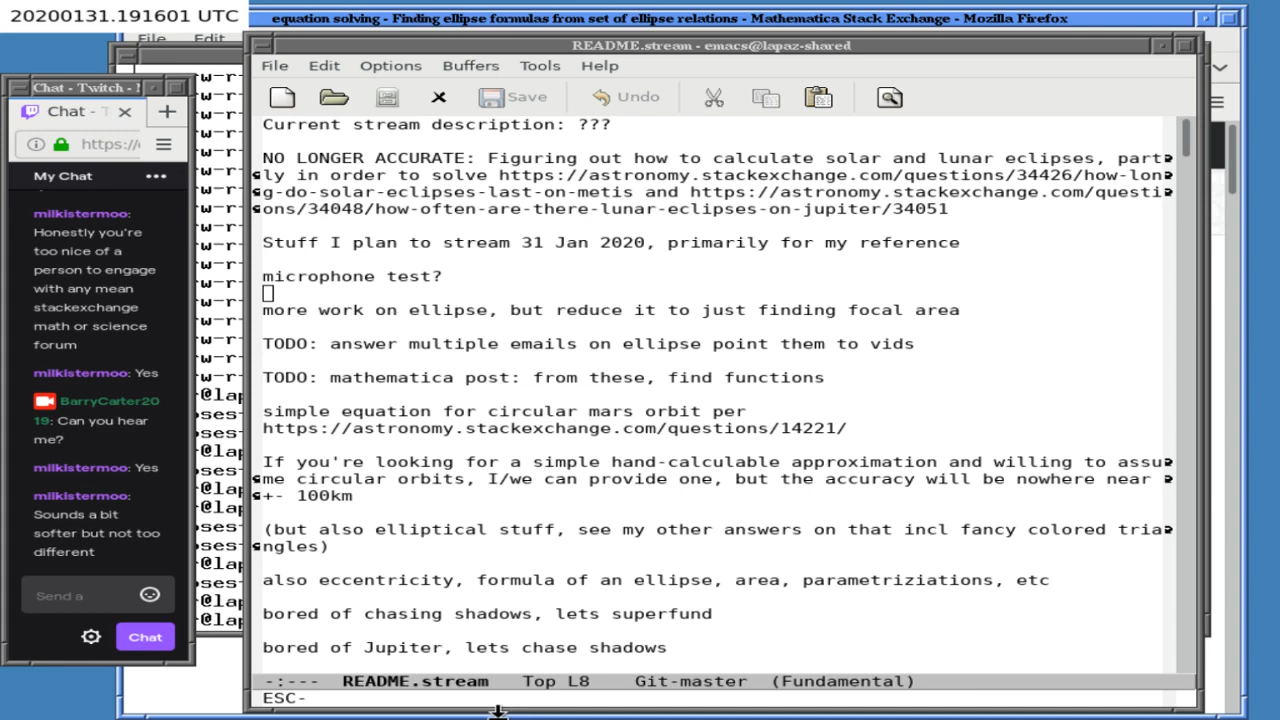 20200131.191601 UTC
equation solving - Finding ellipse formulas from set of ellipse relations - Mathematica Stack Exchange - Mozilla Firefox
File Edit
README.stream - emacs@lapaz-shared
File Edit Options Buffers Tools Help
Save Undo
Current stream description: ???
NO LONGER ACCURATE: Figuring out how to calculate solar and lunar eclipses, part
ly in order to solve https://astronomy.stackexchange.com/questions/34426/how-lon
g-do-solar-eclipses-last-on-metis and https://astronomy.stackexchange.com/questi
ons/34048/how-often-are-there-lunar-eclipses-on-jupiter/34051
Stuff I plan to stream 31 Jan 2020, primarily for my reference
microphone test?
more work on ellipse, but reduce it to just finding focal area
TODO: answer multiple emails on ellipse point them to vids
TODO: mathematica post: from these, find functions
simple equation for circular mars orbit per
https://astronomy.stackexchange.com/questions/14221/
If you're looking for a simple hand-calculable approximation and willing to assu
me circular orbits, I/we can provide one, but the accuracy will be nowhere near
+- 100km
(but also elliptical stuff, see my other answers on that incl fancy colored tria
ngles)
also eccentricity, formula of an ellipse, area, parametriziations, etc
bored of chasing shadows, lets superfund
bored of Jupiter, lets chase shadows
-:--- README.stream Top L8 Git-master (Fundamental)
ESC-
Chat - Twitch -
Chat - T
https://
My Chat
milkistermoo:
Honestly you're
too nice of a
person to engage
with any mean
stackexchange
math or science
forum
milkistermoo: Yes
BarryCarter20
19: Can you hear
me?
milkistermoo: Yes
milkistermoo:
Sounds a bit
softer but not too
different
Send a
Chat